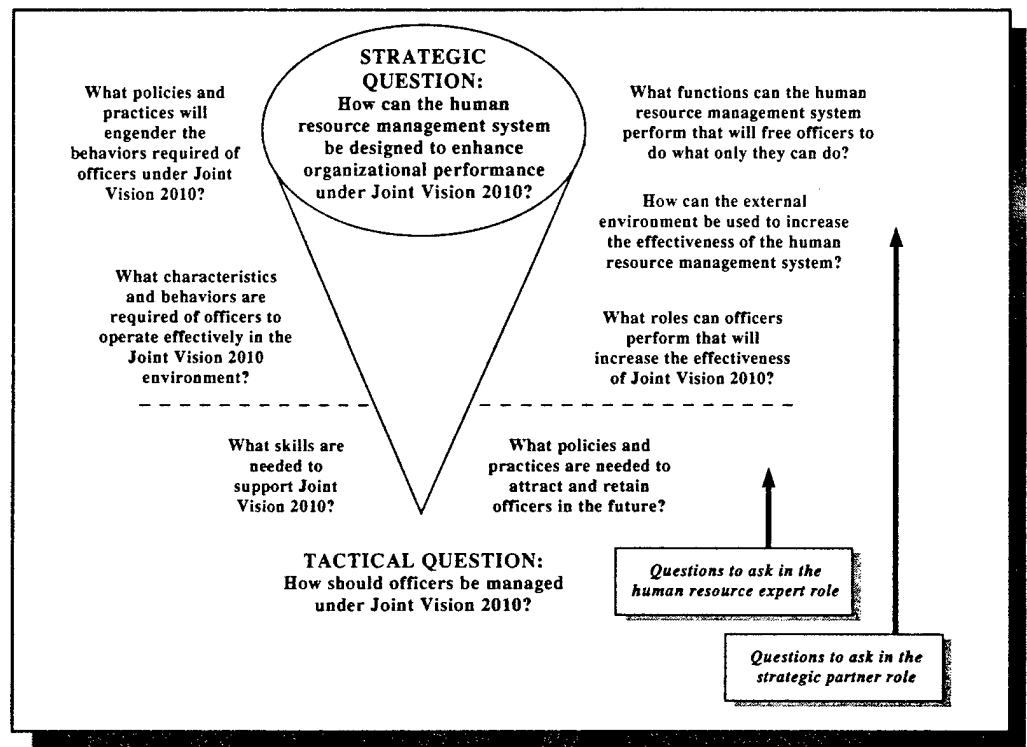 STRATEGIC
QUESTION:
How can the human
resource management system
be designed to enhance
organizational performance
under Joint Vision 2010?
What policies and
practices will
engender the
behaviors required of
officers under Joint
Vision 2010?
What functions can the human
resource management system
perform that will free officers to
do what only they can do?
How can the external
environment be used to increase
the effectiveness of the human
resource management system?
What characteristics
and behaviors are
required of officers to
operate effectively in the
Joint Vision 2010
environment?
What roles can officers
perform that will
increase the effectiveness
of Joint Vision 2010?
What skills are
needed to
support Joint
Vision 2010?
What policies and
practices are needed to
attract and retain
officers in the future?
TACTICAL QUESTION:
How should officers be managed
under Joint Vision 2010?
Questions to ask in the
human resource expert role
Questions to ask in the
strategic partner role